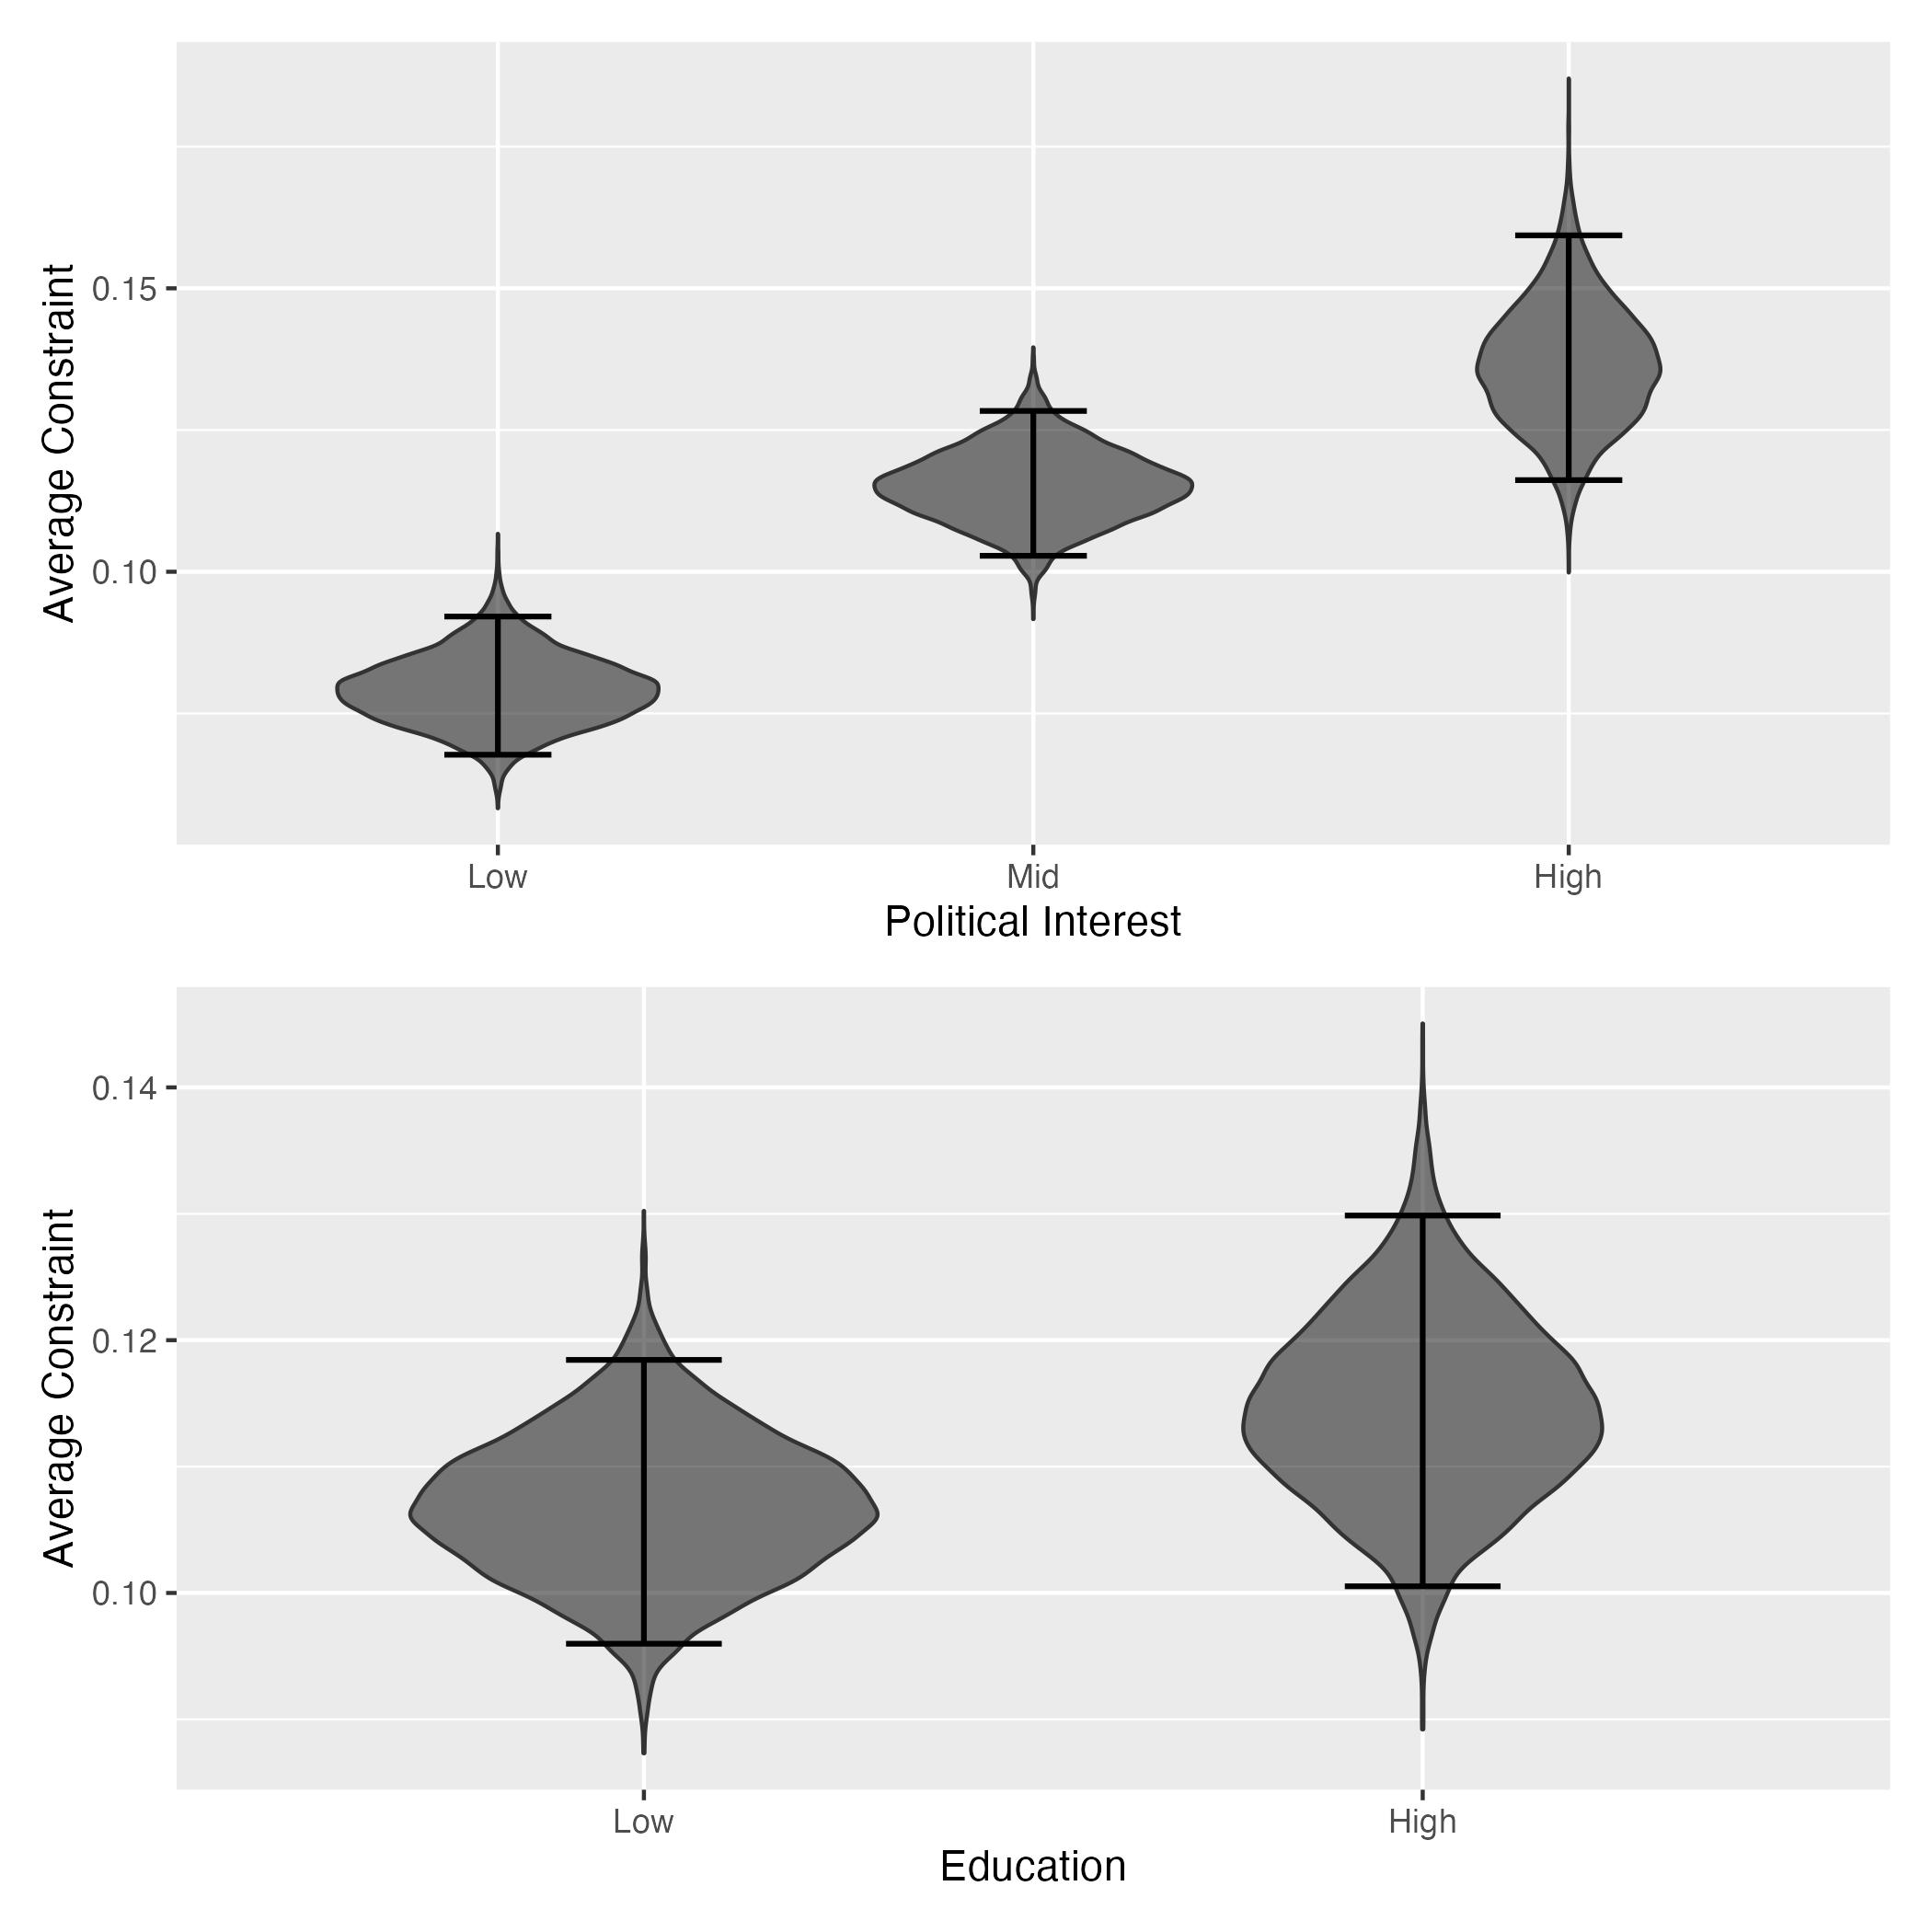 Average Constraint
0.15
0.10
Low
Mid
High
Political Interest
Average Constraint
0.14
0.12
0.10
Low
High
Education